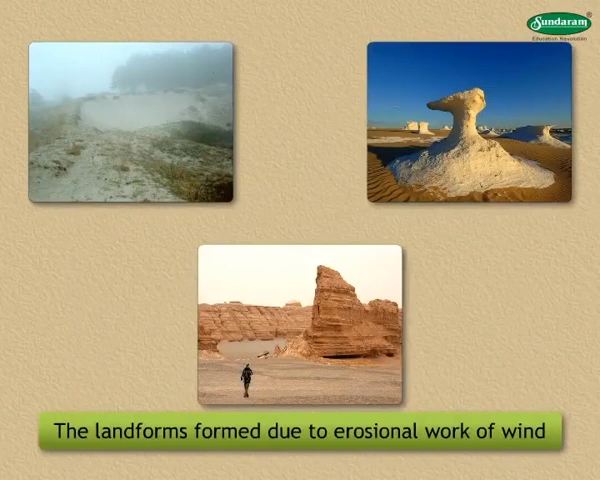 Sundaram®
Education Revolution
The landforms formed due to erosional work of wind